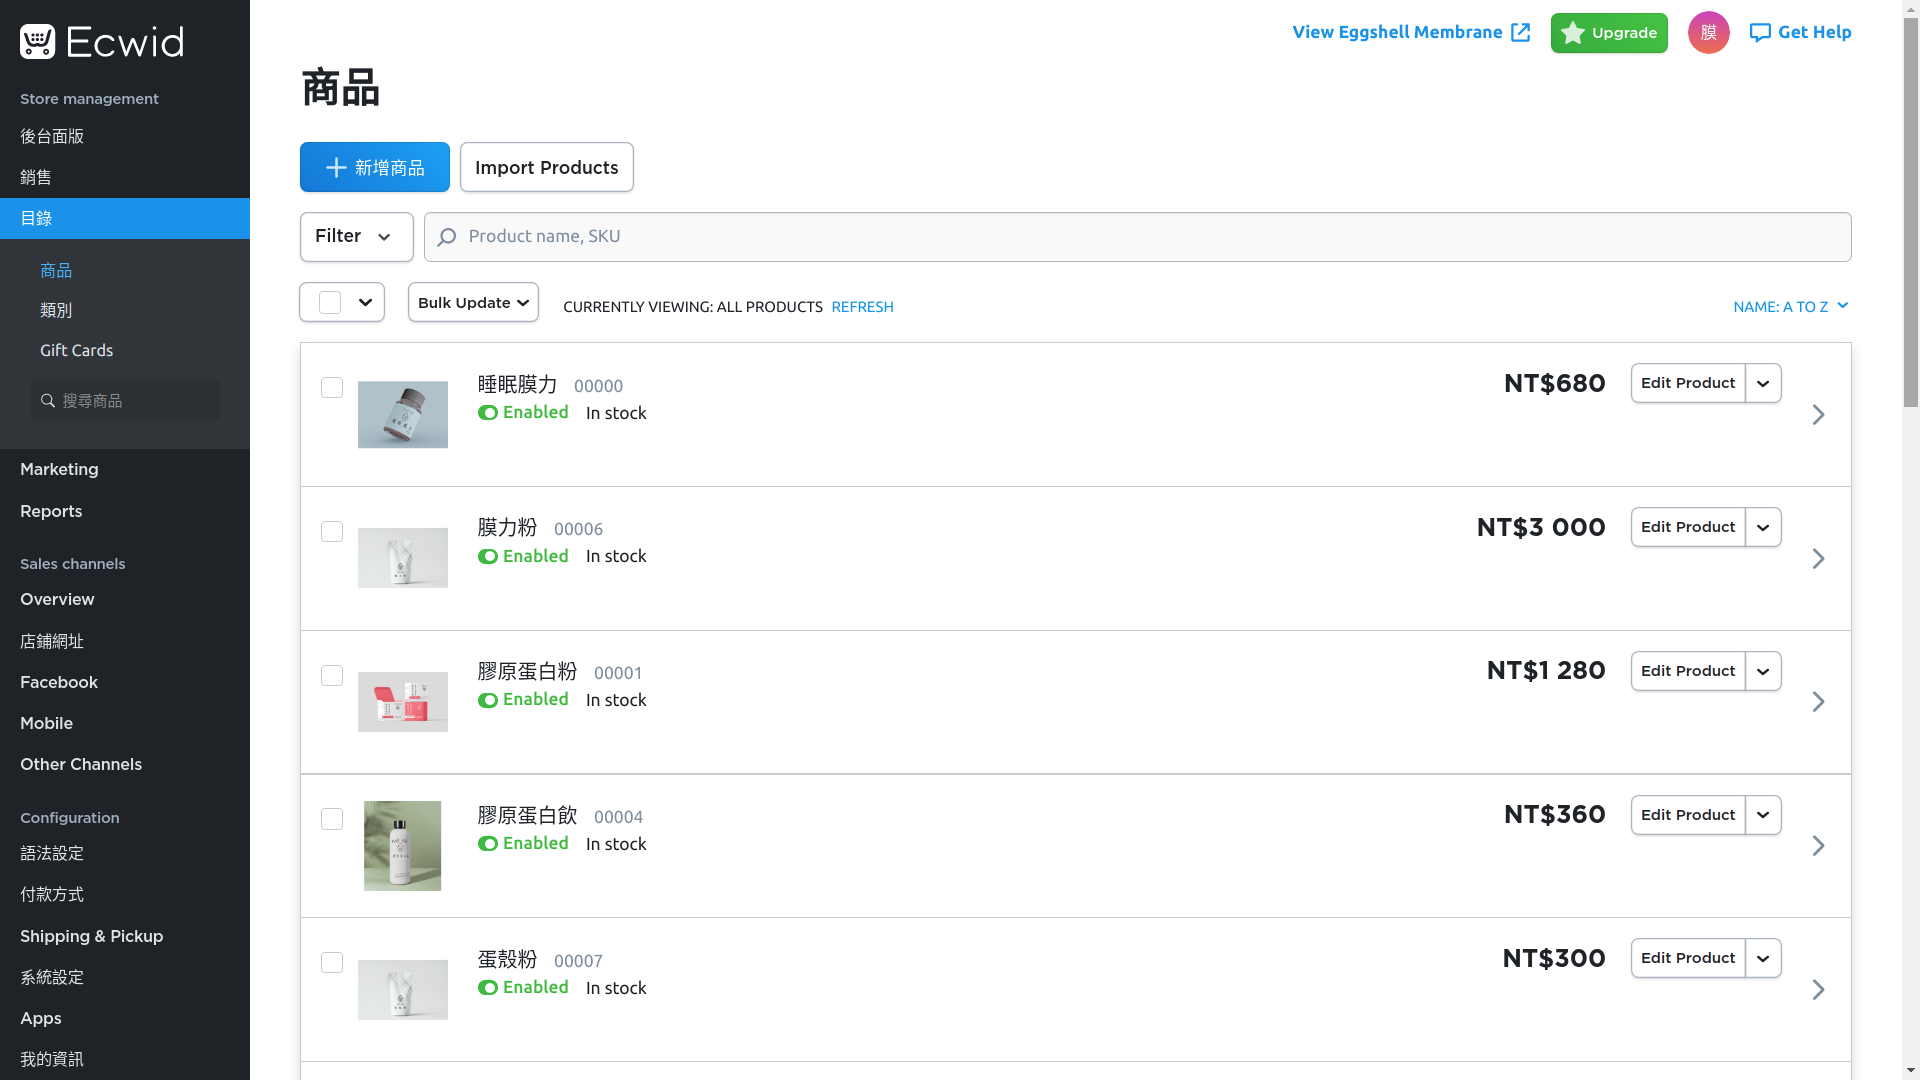 Ecwid
Store management
後台面版
銷售
目錄
商品
類別
Gift Cards
搜尋商品
Marketing
Reports
Sales channels
Overview
店鋪網址
Facebook
Mobile
Other Channels
Configuration
語法設定
付款方式
Shipping & Pickup
系統設定
Apps
我的資訊
View Eggshell Membrane
Upgrade
膜
Get Help
商品
新增商品
Import Products
Filter
Product name, SKU
Bulk Update
CURRENTLY VIEWING: ALL PRODUCTS REFRESH
NAME: A TO Z
睡眠膜力 00000
Enabled In stock
NT$680
Edit Product
膜力粉 00006
Enabled In stock
NT$3 000
Edit Product
膠原蛋白粉 00001
Enabled In stock
NT$1 280
Edit Product
膠原蛋白飲 00004
Enabled In stock
NT$360
Edit Product
蛋殼粉 00007
Enabled In stock
NT$300
Edit Product